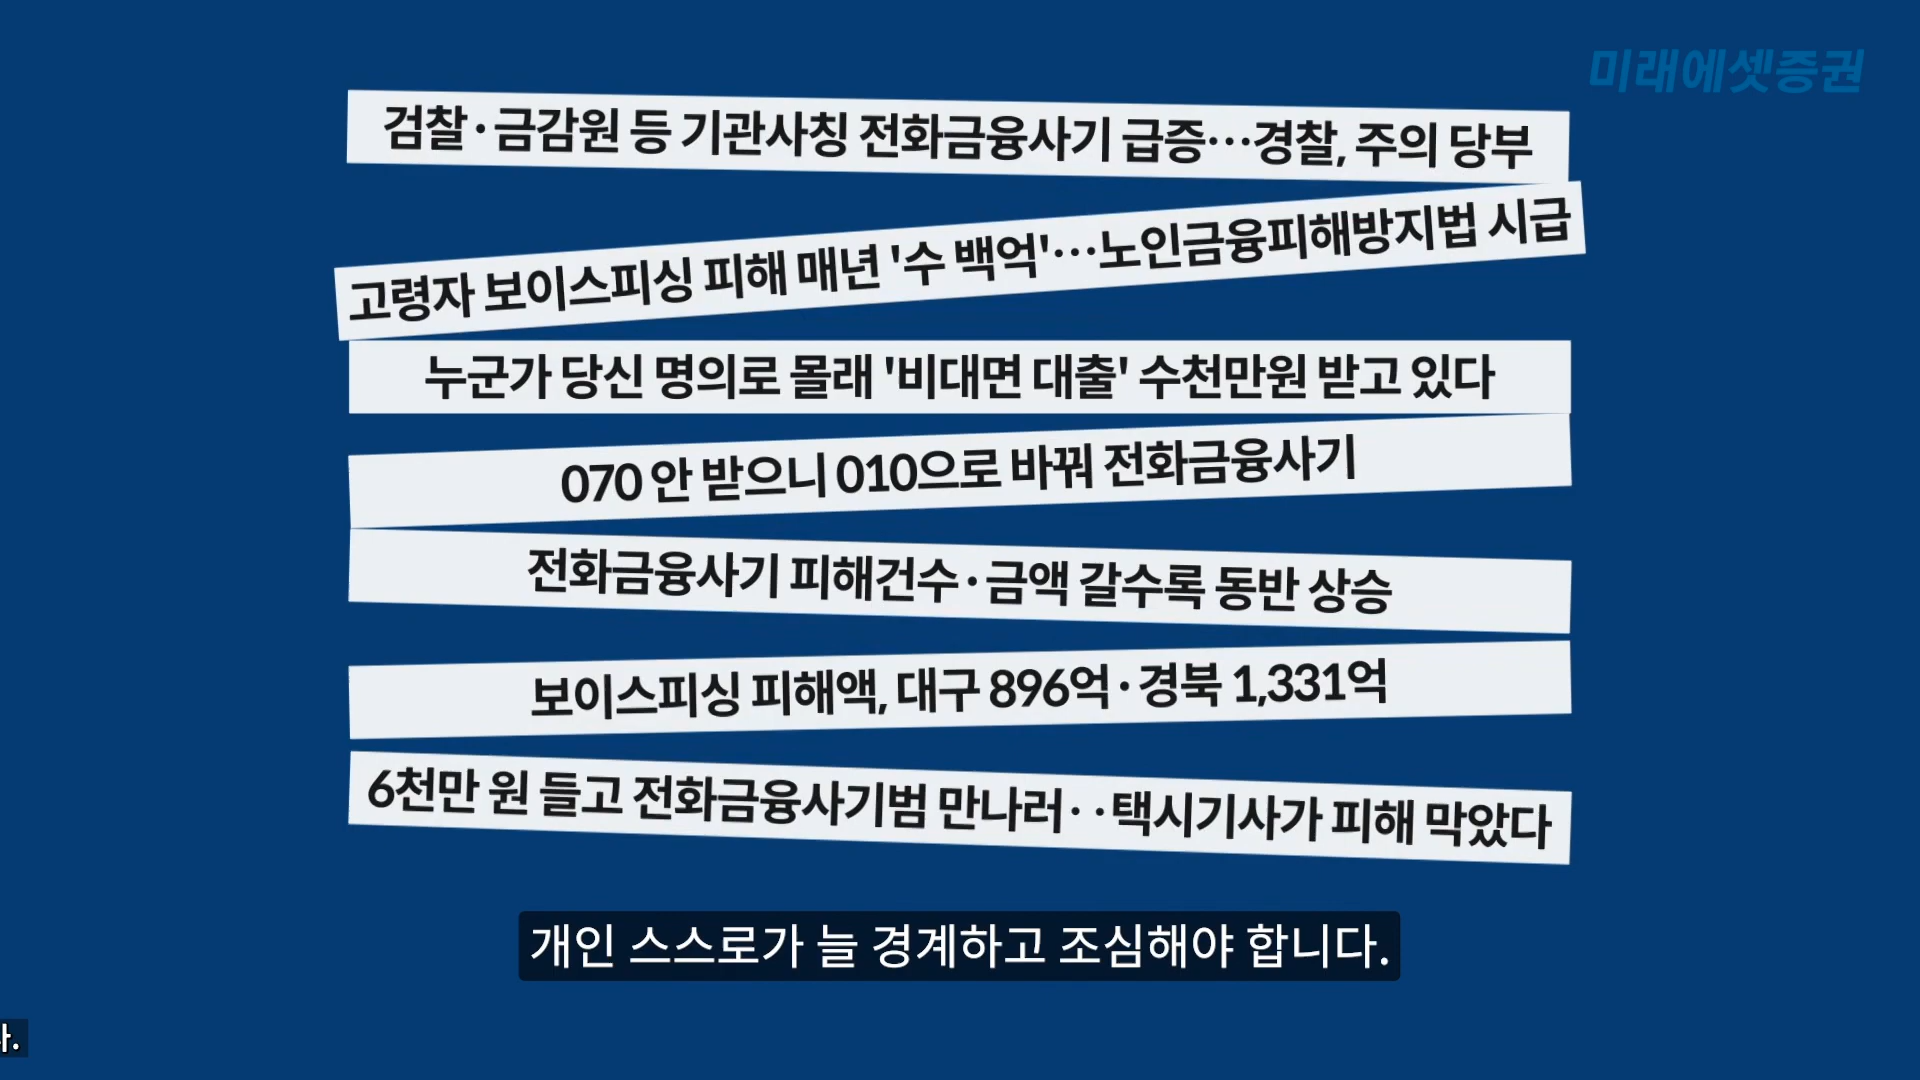 미래에셋증권
검찰·금감원 등 기관사칭 전화금융사기 급증…경찰, 주의 당부
고령자 보이스피싱 피해 매년 '수 백억'…노인금융피해방지법 시급
누군가 당신 명의로 몰래 '비대면 대출' 수천만원 받고 있다
070 안 받으니 010으로 바꿔 전화금융사기
전화금융사기 피해건수·금액 갈수록 동반 상승
보이스피싱 피해액, 대구 896억·경북 1,331억
6천만 원 들고 전화금융사기범 만나러··택시기사가 피해 막았다
개인 스스로가 늘 경계하고 조심해야 합니다.